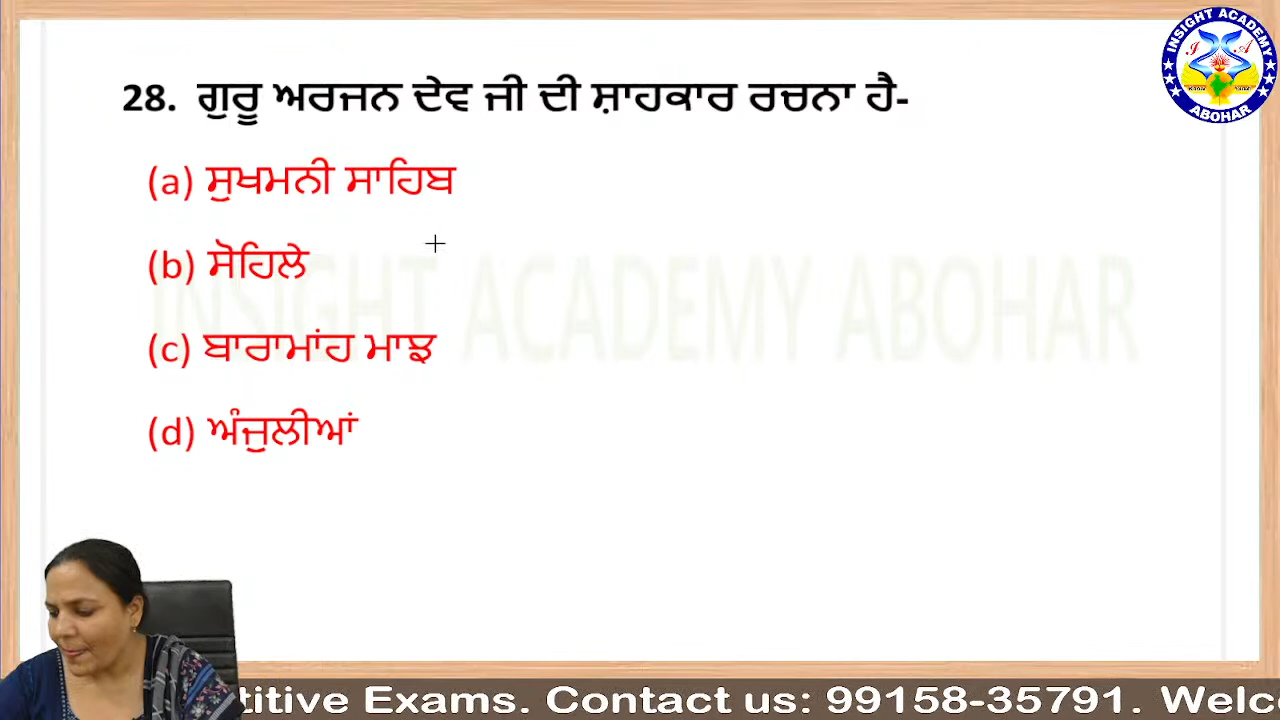 INSIGHT ACADEMY
I A
ABOHAR
28. ਗੁਰੂ ਅਰਜਨ ਦੇਵ ਜੀ ਦੀ ਸ਼ਾਹਕਾਰ ਰਚਨਾ ਹੈ-
(a) ਸੁਖਮਨੀ ਸਾਹਿਬ
(b) ਸੋਹਿਲੇ
INSIGHT ACADEMY ABOHAR
(c) ਬਾਰਾਮਾਂਹ ਮਾਝ
(d) ਅੰਜੁਲੀਆਂ
titive Exams. Contact us: 99158-35791. Welc